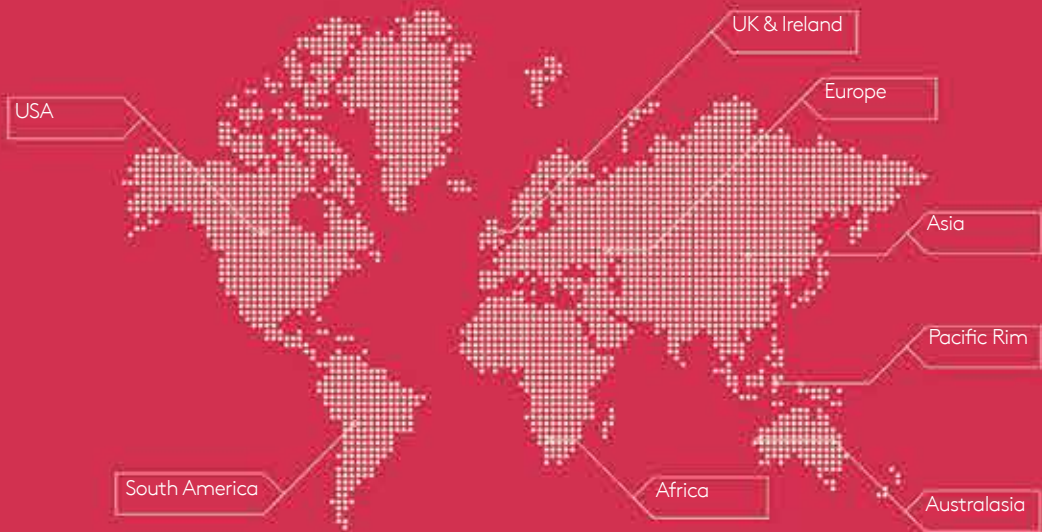 UK & Ireland
Europe
USA
Asia
Pacific Rim
South America
Africa
Australasia